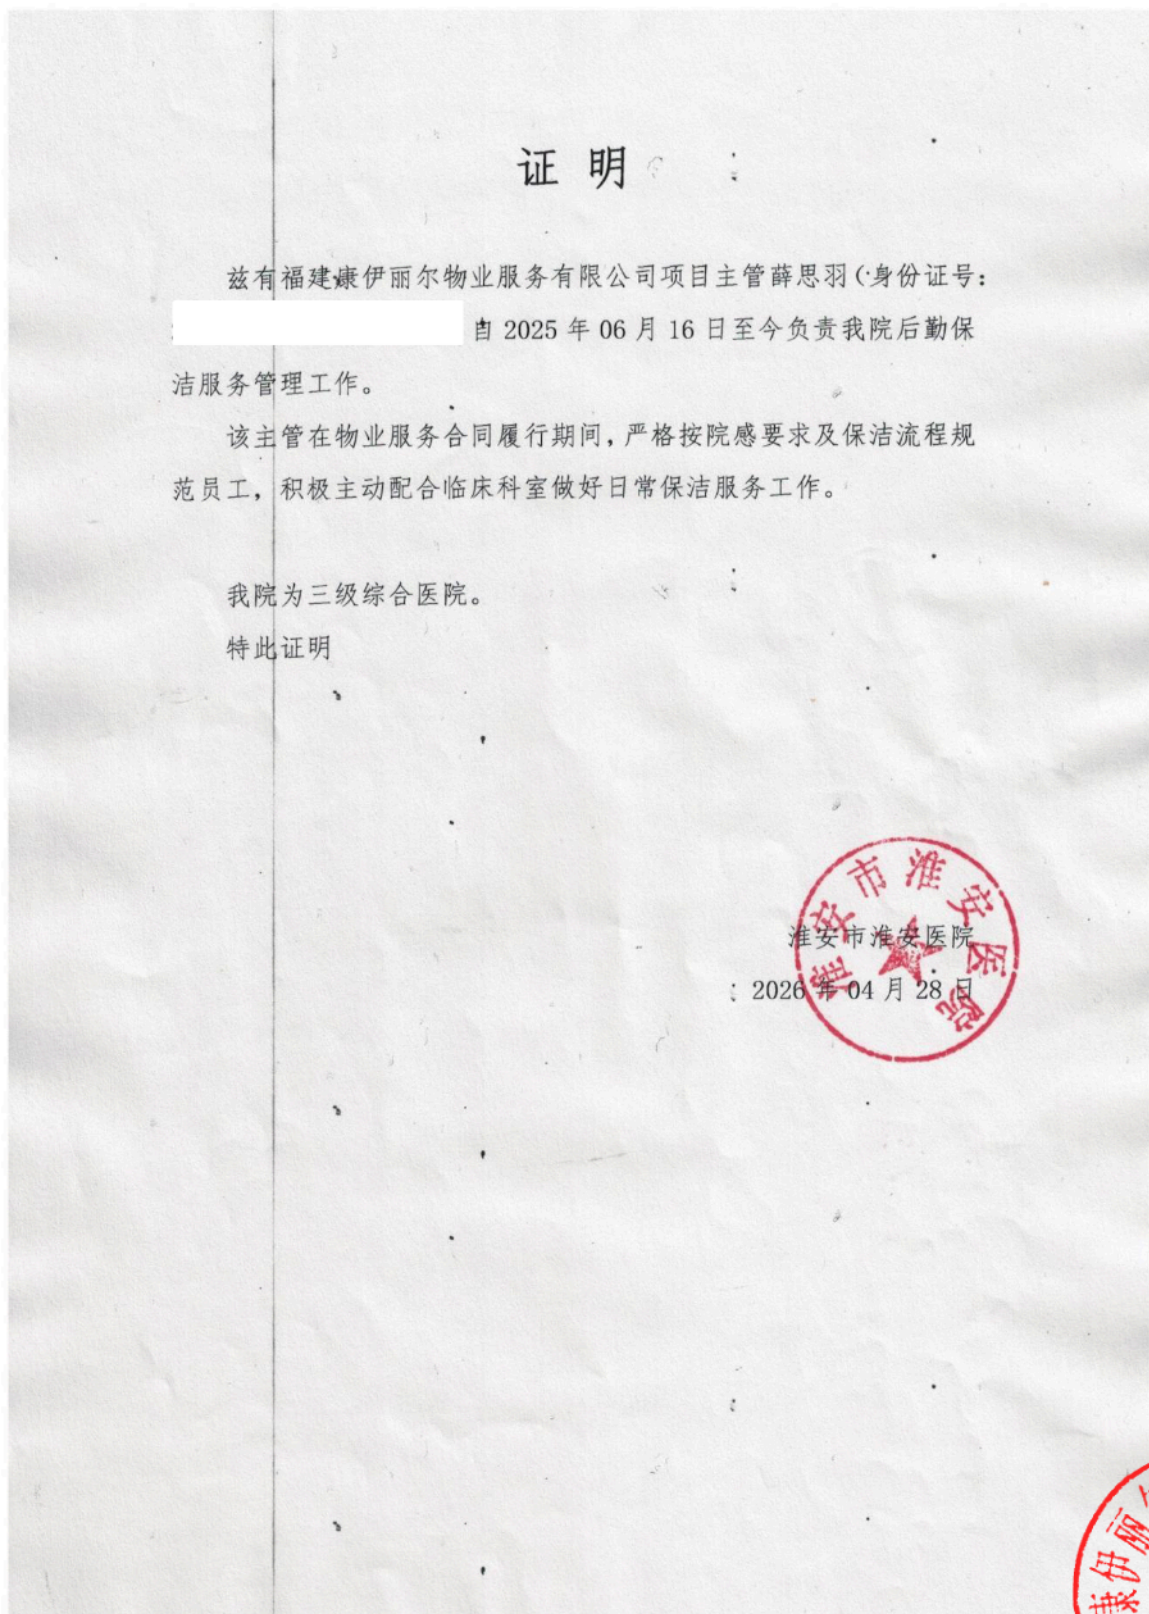 证 明
兹有福建康伊丽尔物业服务有限公司项目主管薛思羽（身份证号：
自 2025 年 06 月 16 日至今负责我院后勤保
洁服务管理工作。
该主管在物业服务合同履行期间，严格按院感要求及保洁流程规
范员工，积极主动配合临床科室做好日常保洁服务工作。
我院为三级综合医院。
特此证明
淮安市淮安医院
淮安市淮安医院
2026 年 04 月 28 日
康伊丽